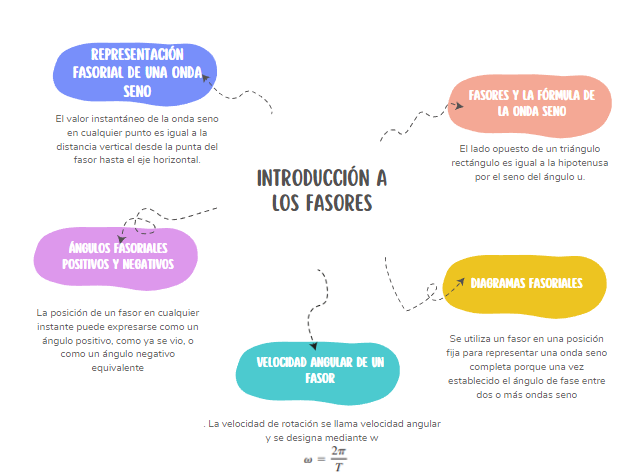 REPRESENTACIÓN
FASORIAL DE UNA ONDA
SENO
El valor instantáneo de la onda seno
en cualquier punto es igual a la
distancia vertical desde la punta del
fasor hasta el eje horizontal.
FASORES Y LA FÓRMULA DE
LA ONDA SENO
El lado opuesto de un triángulo
rectángulo es igual a la hipotenusa
por el seno del ángulo u.
INTRODUCCIÓN A
LOS FASORES
ÁNGULOS FASORIALES
POSITIVOS Y NEGATIVOS
La posición de un fasor en cualquier
instante puede expresarse como un
ángulo positivo, como ya se vio, o
como un ángulo negativo
equivalente
DIAGRAMAS FASORIALES
Se utiliza un fasor en una posición
fija para representar una onda seno
completa porque una vez
establecido el ángulo de fase entre
dos o más ondas seno
VELOCIDAD ANGULAR DE UN
FASOR
. La velocidad de rotación se llama velocidad angular
y se designa mediante w
ω = 2π/T